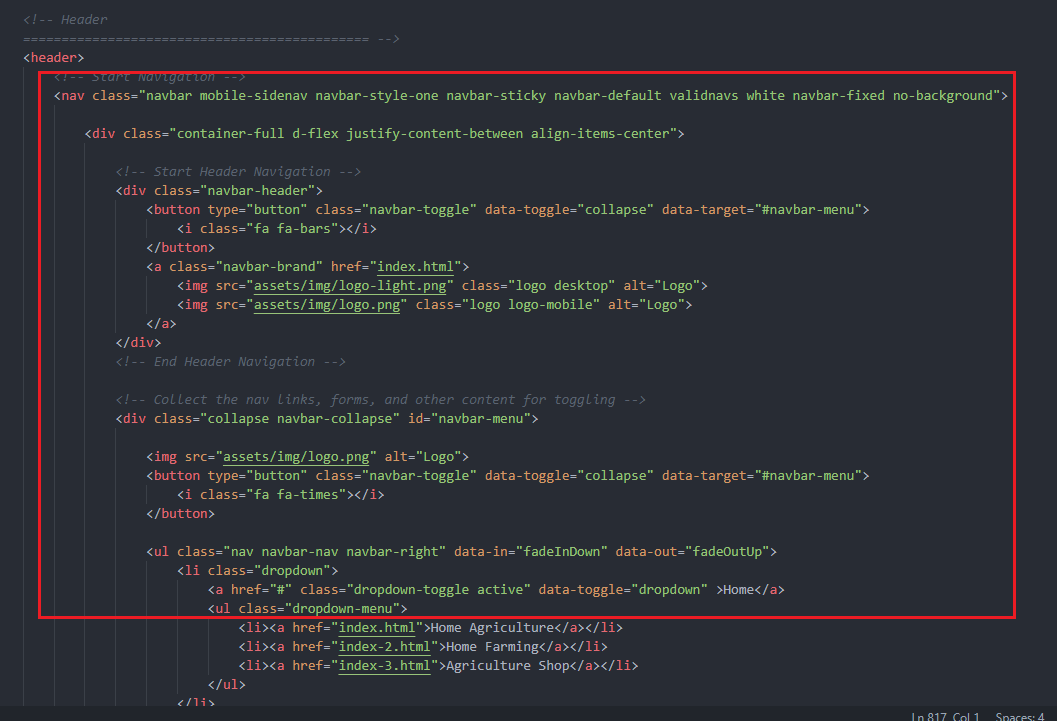 <!-- Header
============================================= -->
<header>
<!-- Start Navigation -->
<nav class="navbar mobile-sidenav navbar-style-one navbar-sticky navbar-default validnavs white navbar-fixed no-background">
<div class="container-full d-flex justify-content-between align-items-center">
<!-- Start Header Navigation -->
<div class="navbar-header">
<button type="button" class="navbar-toggle" data-toggle="collapse" data-target="#navbar-menu">
<i class="fa fa-bars"></i>
</button>
<a class="navbar-brand" href="index.html">
<img src="assets/img/logo-light.png" class="logo desktop" alt="Logo">
<img src="assets/img/logo.png" class="logo logo-mobile" alt="Logo">
</a>
</div>
<!-- End Header Navigation -->
<!-- Collect the nav links, forms, and other content for toggling -->
<div class="collapse navbar-collapse" id="navbar-menu">
<img src="assets/img/logo.png" alt="Logo">
<button type="button" class="navbar-toggle" data-toggle="collapse" data-target="#navbar-menu">
<i class="fa fa-times"></i>
</button>
<ul class="nav navbar-nav navbar-right" data-in="fadeInDown" data-out="fadeOutUp">
<li class="dropdown">
<a href="#" class="dropdown-toggle active" data-toggle="dropdown" >Home</a>
<ul class="dropdown-menu">
<li><a href="index.html">Home Agriculture</a></li>
<li><a href="index-2.html">Home Farming</a></li>
<li><a href="index-3.html">Agriculture Shop</a></li>
</ul>
</li>
Ln 817, Col 1 Spaces: 4